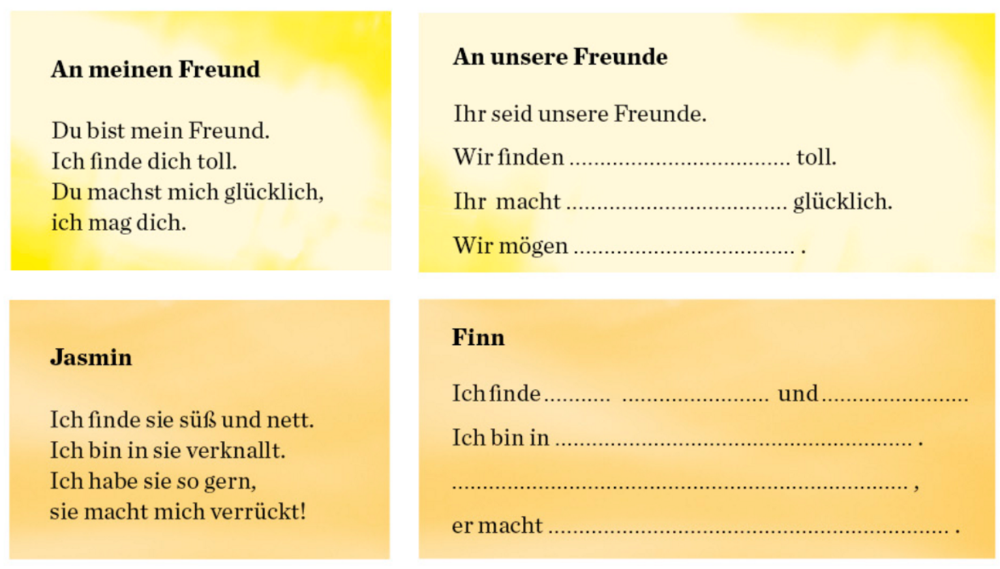 An meinen Freund
Du bist mein Freund.
Ich finde dich toll.
Du machst mich glücklich,
ich mag dich.
An unsere Freunde
Ihr seid unsere Freunde.
Wir finden .................................... toll.
Ihr macht .................................... glücklich.
Wir mögen .................................... .
Jasmin
Ich finde sie süß und nett.
Ich bin in sie verknallt.
Ich habe sie so gern,
sie macht mich verrückt!
Finn
Ich finde ........... ........................ und ........................
Ich bin in .......................................................... .
.......................................................................... ,
er macht ................................................................. .